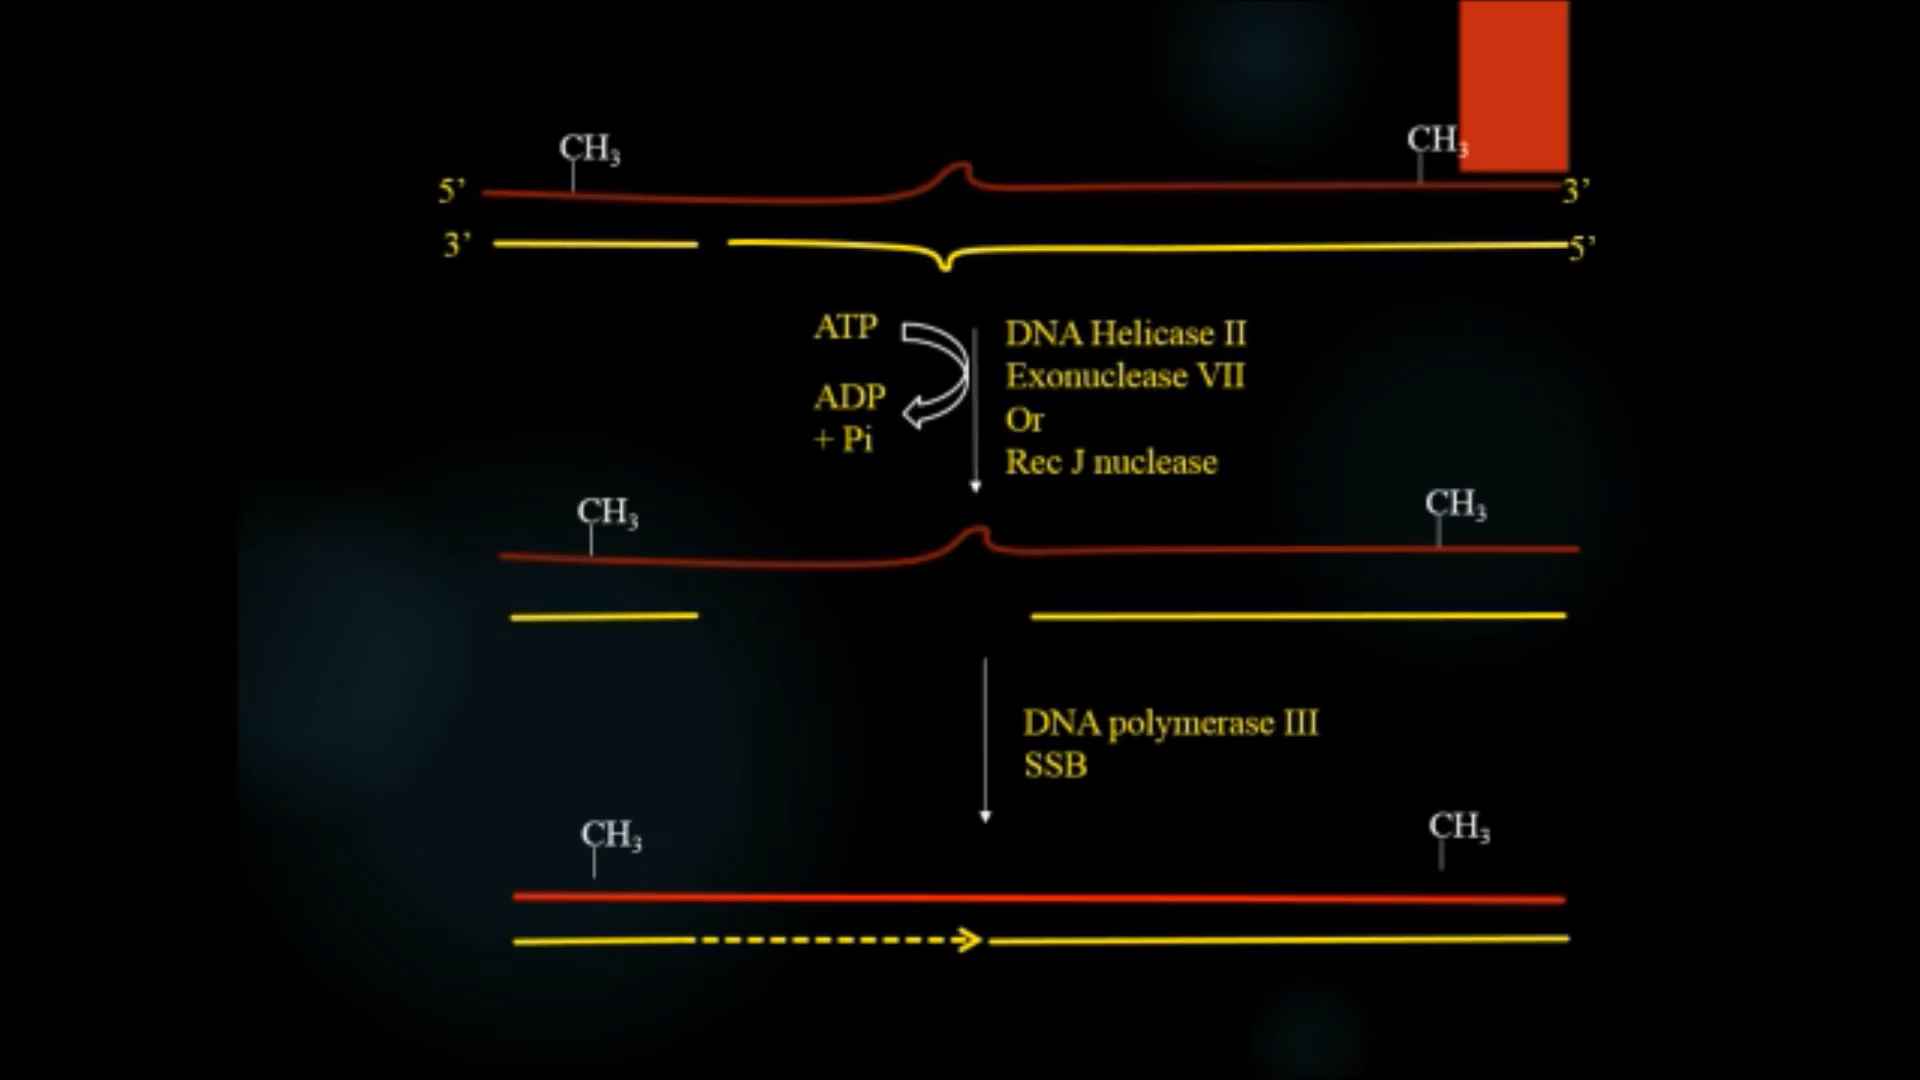 CH₃
CH₃
5’
3’
3’
5’
ATP
ADP
+ Pi
DNA Helicase II
Exonuclease VII
Or
Rec J nuclease
CH₃
CH₃
DNA polymerase III
SSB
CH₃
CH₃